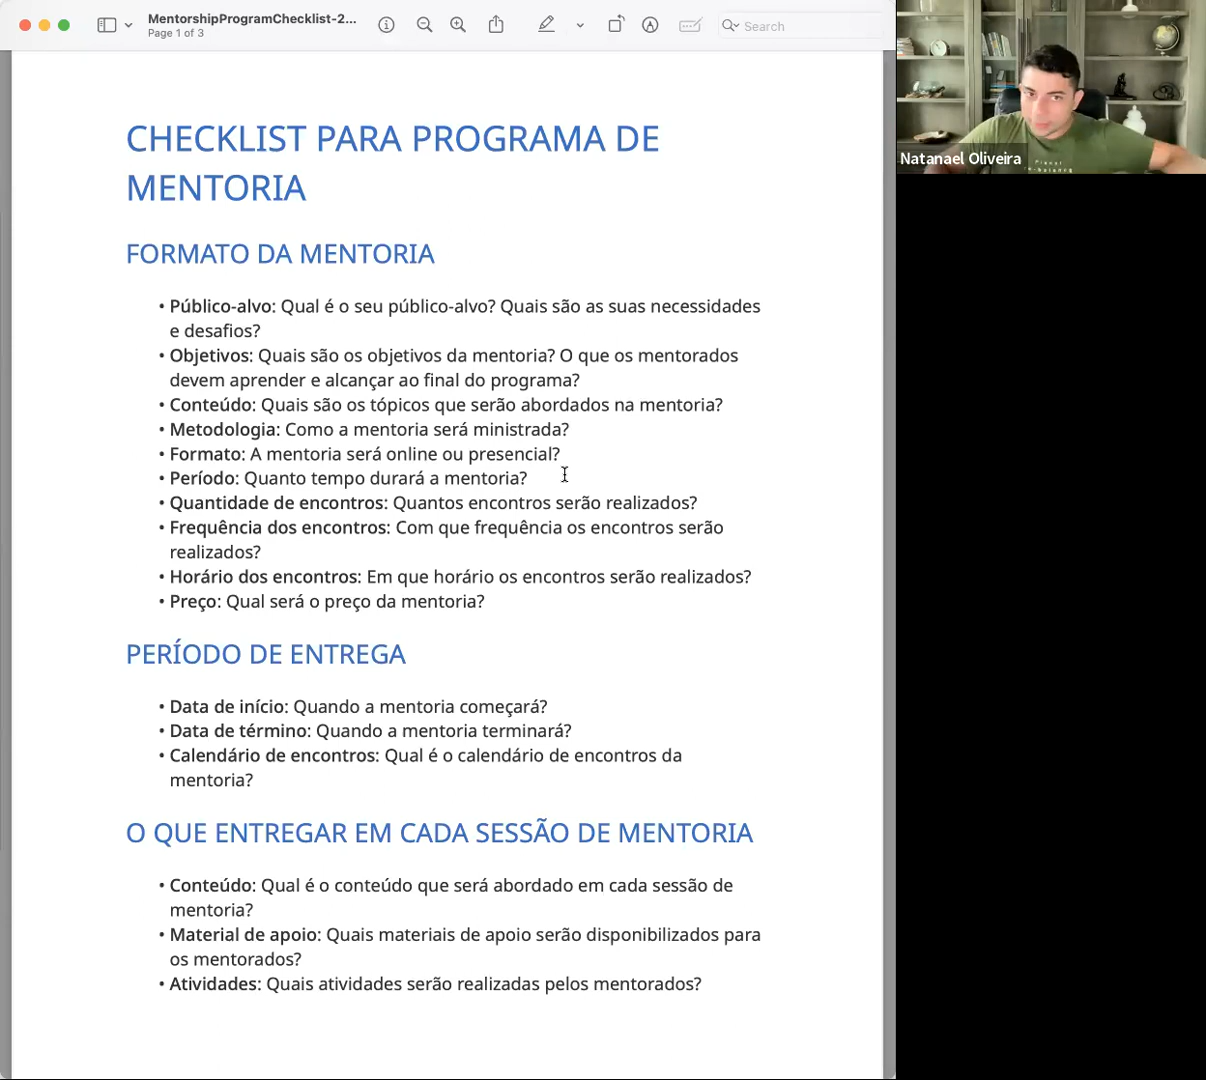 MentorshipProgramChecklist-2...
Page 1 of 3
Search
CHECKLIST PARA PROGRAMA DE
MENTORIA
FORMATO DA MENTORIA
• Público-alvo: Qual é o seu público-alvo? Quais são as suas necessidades
e desafios?
• Objetivos: Quais são os objetivos da mentoria? O que os mentorados
devem aprender e alcançar ao final do programa?
• Conteúdo: Quais são os tópicos que serão abordados na mentoria?
• Metodologia: Como a mentoria será ministrada?
• Formato: A mentoria será online ou presencial?
• Período: Quanto tempo durará a mentoria?
• Quantidade de encontros: Quantos encontros serão realizados?
• Frequência dos encontros: Com que frequência os encontros serão
realizados?
• Horário dos encontros: Em que horário os encontros serão realizados?
• Preço: Qual será o preço da mentoria?
PERÍODO DE ENTREGA
• Data de início: Quando a mentoria começará?
• Data de término: Quando a mentoria terminará?
• Calendário de encontros: Qual é o calendário de encontros da
mentoria?
O QUE ENTREGAR EM CADA SESSÃO DE MENTORIA
• Conteúdo: Qual é o conteúdo que será abordado em cada sessão de
mentoria?
• Material de apoio: Quais materiais de apoio serão disponibilizados para
os mentorados?
• Atividades: Quais atividades serão realizadas pelos mentorados?
Natanael Oliveira